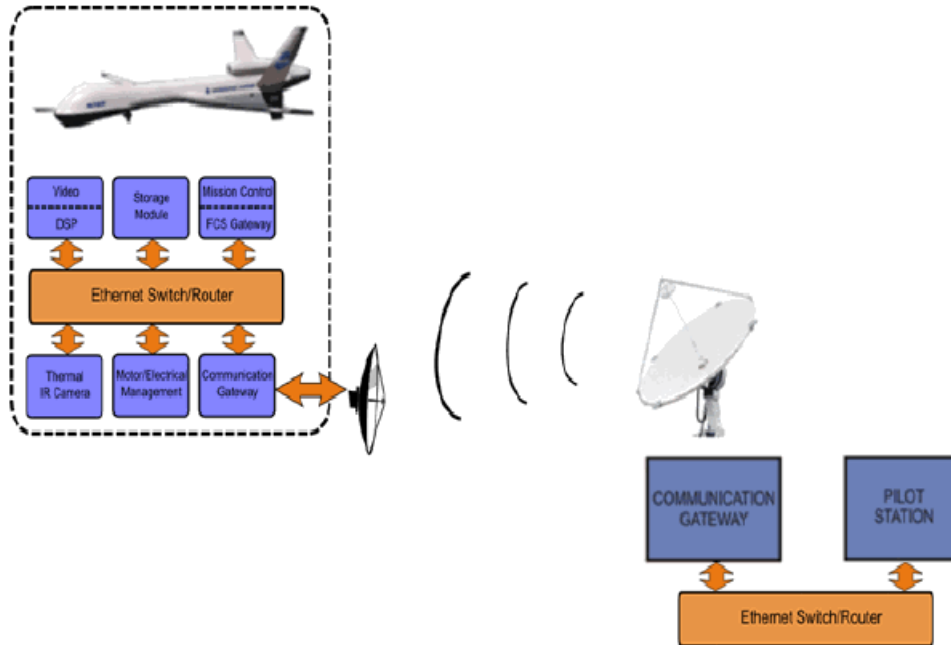 Video
DSP
Storage
Module
Mission Control
FCS Gateway
Ethernet Switch/Router
Thermal
IR Camera
Motor/Electrical
Management
Communication
Gateway
COMMUNICATION
GATEWAY
PILOT
STATION
Ethernet Switch/Router